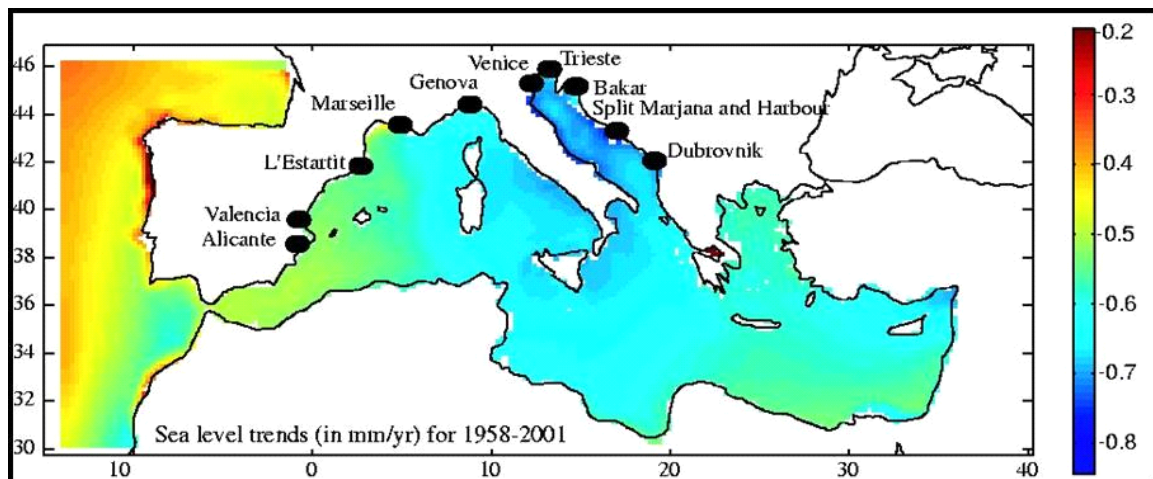 46
44
42
40
38
36
34
32
30
Venice
Trieste
Genova
Bakar
Marseille
Split Marjana and Harbour
L'Estartit
Dubrovnik
Valencia
Alicante
Sea level trends (in mm/yr) for 1958-2001
10 0 10 20 30 40
-0.2
-0.3
-0.4
-0.5
-0.6
-0.7
-0.8